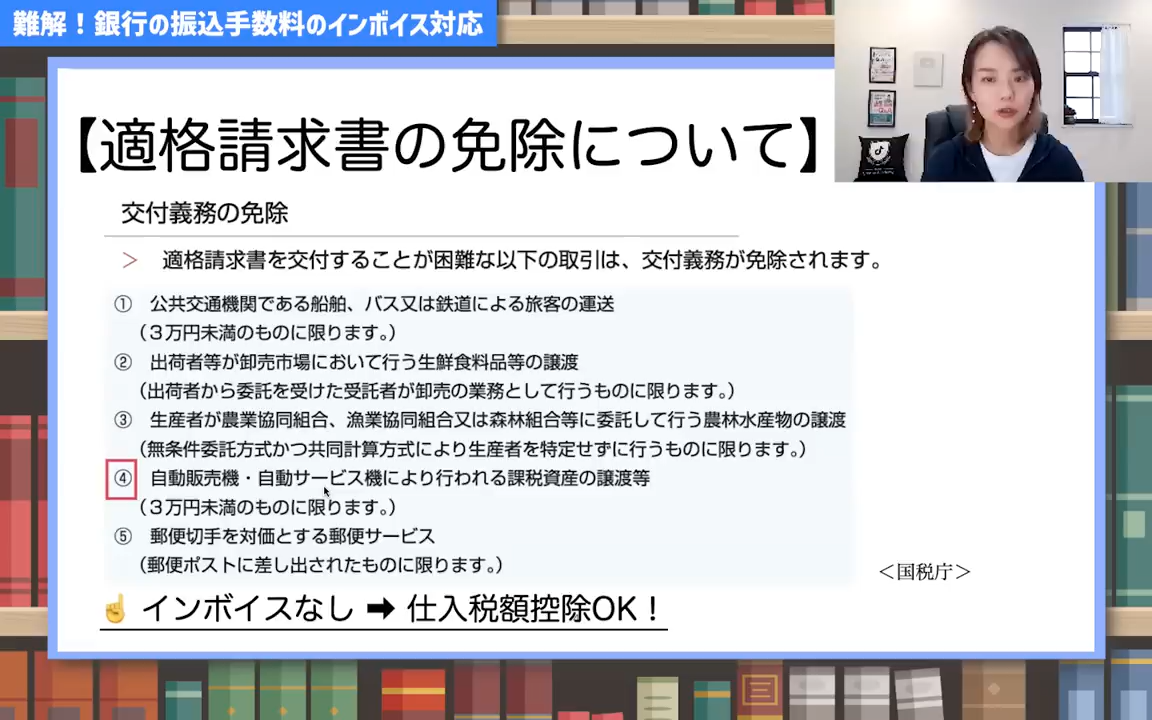 難解！銀行の振込手数料のインボイス対応
【適格請求書の免除について】
交付義務の免除
＞ 適格請求書を交付することが困難な以下の取引は、交付義務が免除されます。
① 公共交通機関である船舶、バス又は鉄道による旅客の運送
（３万円未満のものに限ります。）
② 出荷者等が卸売市場において行う生鮮食料品等の譲渡
（出荷者から委託を受けた受託者が卸売の業務として行うものに限ります。）
③ 生産者が農業協同組合、漁業協同組合又は森林組合等に委託して行う農林水産物の譲渡
（無条件委託方式かつ共同計算方式により生産者を特定せずに行うものに限ります。）
④ 自動販売機・自動サービス機により行われる課税資産の譲渡等
（３万円未満のものに限ります。）
⑤ 郵便切手を対価とする郵便サービス
（郵便ポストに差し出されたものに限ります。）
＜国税庁＞
☝ インボイスなし ➡ 仕入税額控除OK！